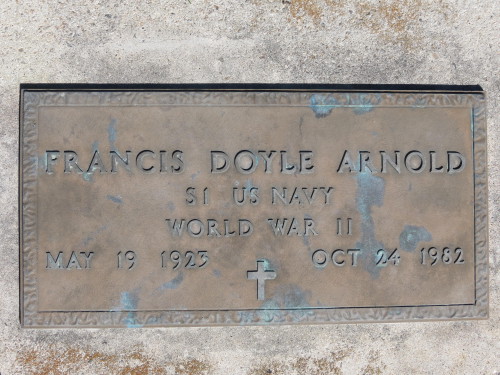 FRANCIS DOYLE ARNOLD
S1 US NAVY
WORLD WAR II
MAY 19 1923 OCT 24 1982